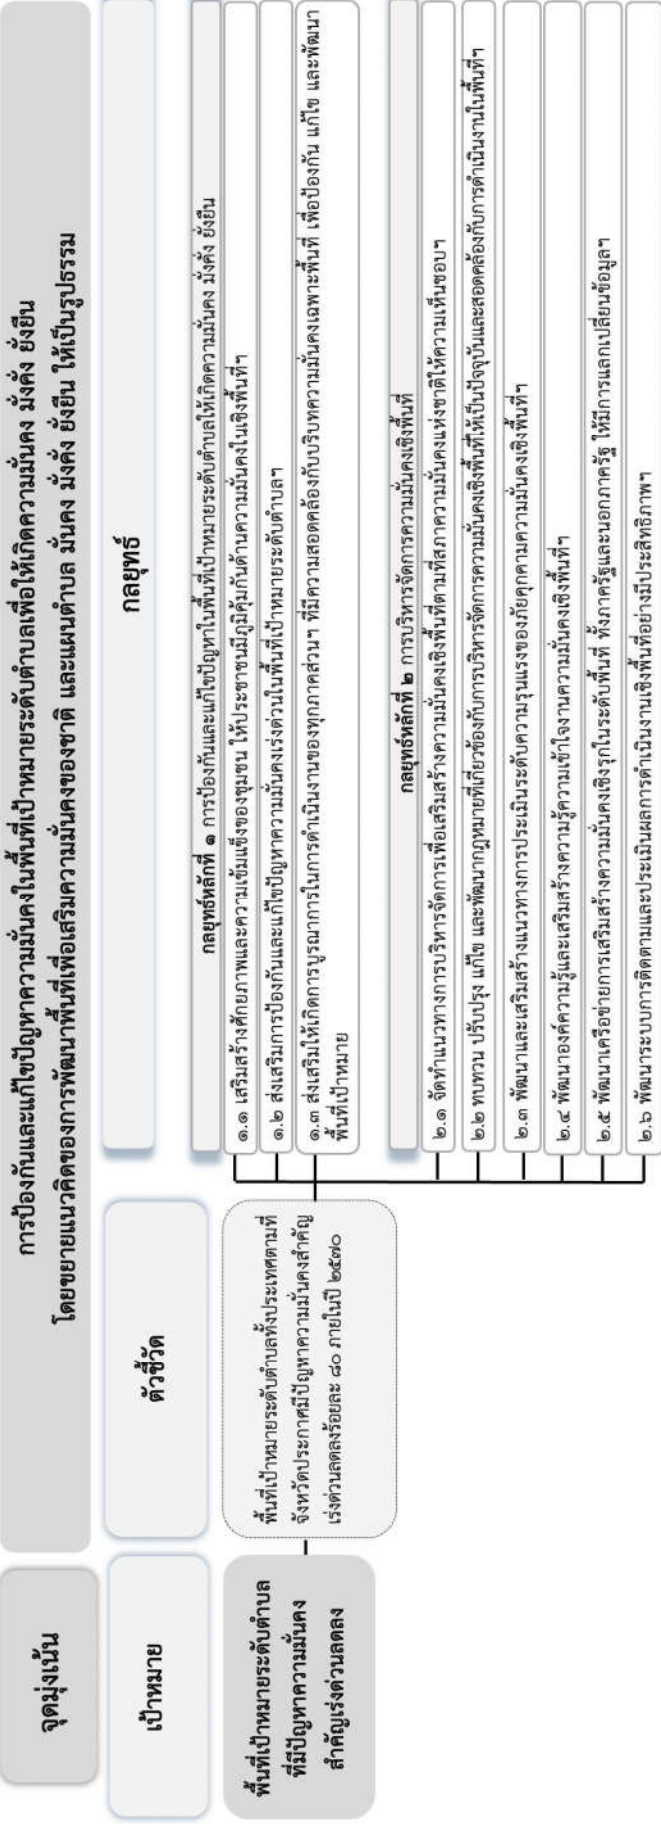 จุดมุ่งเน้น
การป้องกันและแก้ไขปัญหาความมั่นคงในพื้นที่เป้าหมายระดับตำบลเพื่อให้เกิดความมั่นคง มั่งคั่ง ยั่งยืน
โดยขยายแนวคิดของการพัฒนาพื้นที่เพื่อเสริมความมั่นคงของชาติ และแผนตำบล มั่นคง มั่งคั่ง ยั่งยืน ให้เป็นรูปธรรม
เป้าหมาย
ตัวชี้วัด
กลยุทธ์
พื้นที่เป้าหมายระดับตำบล
ที่มีปัญหาความมั่นคง
สำคัญเร่งด่วนลดลง
พื้นที่เป้าหมายระดับตำบลทั้งประเทศตามที่
จังหวัดประกาศมีปัญหาความมั่นคงสำคัญ
เร่งด่วนลดลงร้อยละ ๘๐ ภายในปี ๒๕๗๐
กลยุทธ์หลักที่ ๑ การป้องกันและแก้ไขปัญหาในพื้นที่เป้าหมายระดับตำบลให้เกิดความมั่นคง มั่งคั่ง ยั่งยืน
๑.๑ เสริมสร้างศักยภาพและความเข้มแข็งของชุมชน ให้ประชาชนมีภูมิคุ้มกันด้านความมั่นคงในเชิงพื้นที่ฯ
๑.๒ ส่งเสริมการป้องกันและแก้ไขปัญหาความมั่นคงเร่งด่วนในพื้นที่เป้าหมายระดับตำบลฯ
๑.๓ ส่งเสริมให้เกิดการบูรณาการในการดำเนินงานของทุกภาคส่วนฯ ที่มีความสอดคล้องกับบริบทความมั่นคงเฉพาะพื้นที่ เพื่อป้องกัน แก้ไข และพัฒนา
พื้นที่เป้าหมาย
กลยุทธ์หลักที่ ๒ การบริหารจัดการความมั่นคงเชิงพื้นที่
๒.๑ จัดทำแนวทางการบริหารจัดการเพื่อเสริมสร้างความมั่นคงเชิงพื้นที่ตามที่สภาความมั่นคงแห่งชาติให้ความเห็นชอบฯ
๒.๒ ทบทวน ปรับปรุง แก้ไข และพัฒนากฎหมายที่เกี่ยวข้องกับการบริหารจัดการความมั่นคงเชิงพื้นที่ให้เป็นปัจจุบันและสอดคล้องกับการดำเนินงานในพื้นที่ฯ
๒.๓ พัฒนาและเสริมสร้างแนวทางการประเมินระดับความรุนแรงของภัยคุกคามความมั่นคงเชิงพื้นที่ฯ
๒.๔ พัฒนาองค์ความรู้และเสริมสร้างความรู้ความเข้าใจงานความมั่นคงเชิงพื้นที่ฯ
๒.๕ พัฒนาเครือข่ายการเสริมสร้างความมั่นคงเชิงรุกในระดับพื้นที่ ทั้งภาครัฐและนอกภาครัฐ ให้มีการแลกเปลี่ยนข้อมูลฯ
๒.๖ พัฒนาระบบการติดตามและประเมินผลการดำเนินงานเชิงพื้นที่อย่างมีประสิทธิภาพฯ